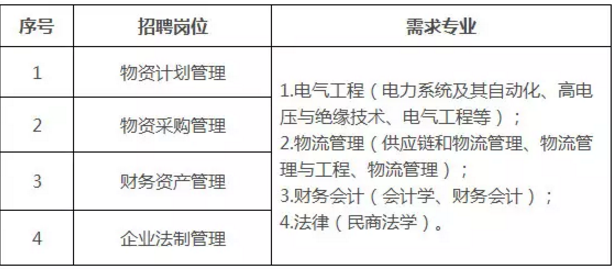 序号 招聘岗位 需求专业
1 物资计划管理
2 物资采购管理
3 财务资产管理
4 企业法制管理
1.电气工程（电力系统及其自动化、高电
压与绝缘技术、电气工程等）；
2.物流管理（供应链和物流管理、物流管
理与工程、物流管理）；
3.财务会计（会计学、财务会计）；
4.法律（民商法学）。